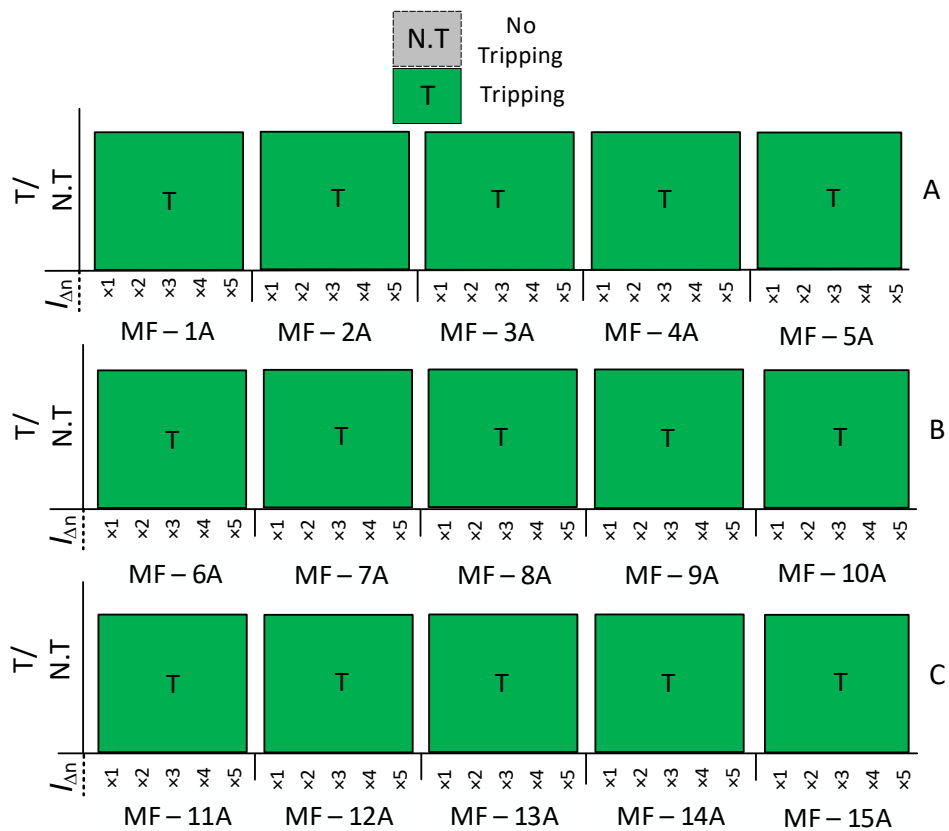 N.T No
Tripping
T Tripping
T/
N.T
T T T T T
A
I∆n ×1 ×2 ×3 ×4 ×5 ×1 ×2 ×3 ×4 ×5 ×1 ×2 ×3 ×4 ×5 ×1 ×2 ×3 ×4 ×5 ×1 ×2 ×3 ×4 ×5
MF – 1A MF – 2A MF – 3A MF – 4A MF – 5A
T/
N.T
T T T T T
B
I∆n ×1 ×2 ×3 ×4 ×5 ×1 ×2 ×3 ×4 ×5 ×1 ×2 ×3 ×4 ×5 ×1 ×2 ×3 ×4 ×5 ×1 ×2 ×3 ×4 ×5
MF – 6A MF – 7A MF – 8A MF – 9A MF – 10A
T/
N.T
T T T T T
C
I∆n ×1 ×2 ×3 ×4 ×5 ×1 ×2 ×3 ×4 ×5 ×1 ×2 ×3 ×4 ×5 ×1 ×2 ×3 ×4 ×5 ×1 ×2 ×3 ×4 ×5
MF – 11A MF – 12A MF – 13A MF – 14A MF – 15A